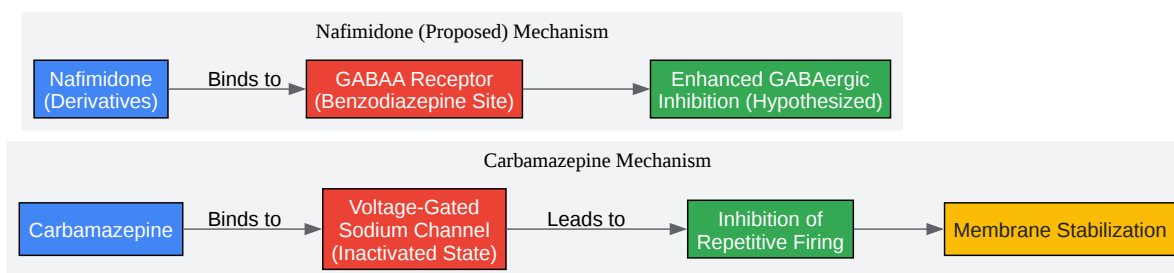 Nafimidone (Proposed) Mechanism
Nafimidone
(Derivatives)
Binds to
GABAA Receptor
(Benzodiazepine Site)
Enhanced GABAergic
Inhibition (Hypothesized)
Carbamazepine Mechanism
Carbamazepine
Binds to
Voltage-Gated
Sodium Channel
(Inactivated State)
Leads to
Inhibition of
Repetitive Firing
Membrane Stabilization